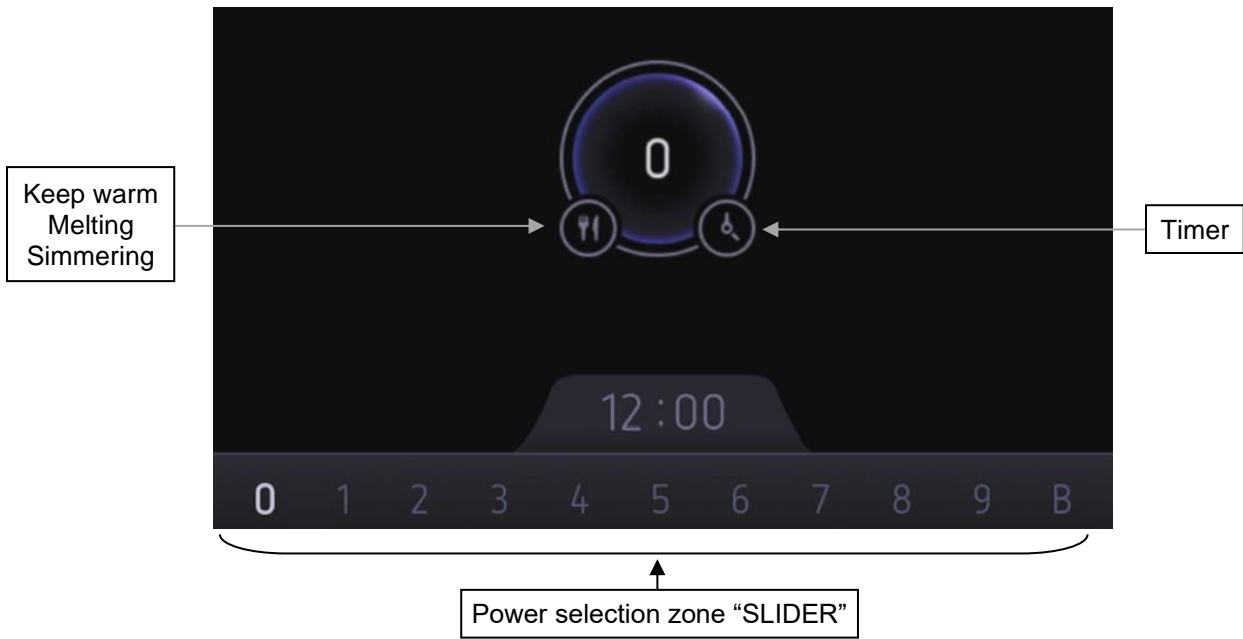 0
Keep warm
Melting
Simmering
Timer
12:00
0 1 2 3 4 5 6 7 8 9 B
Power selection zone “SLIDER”